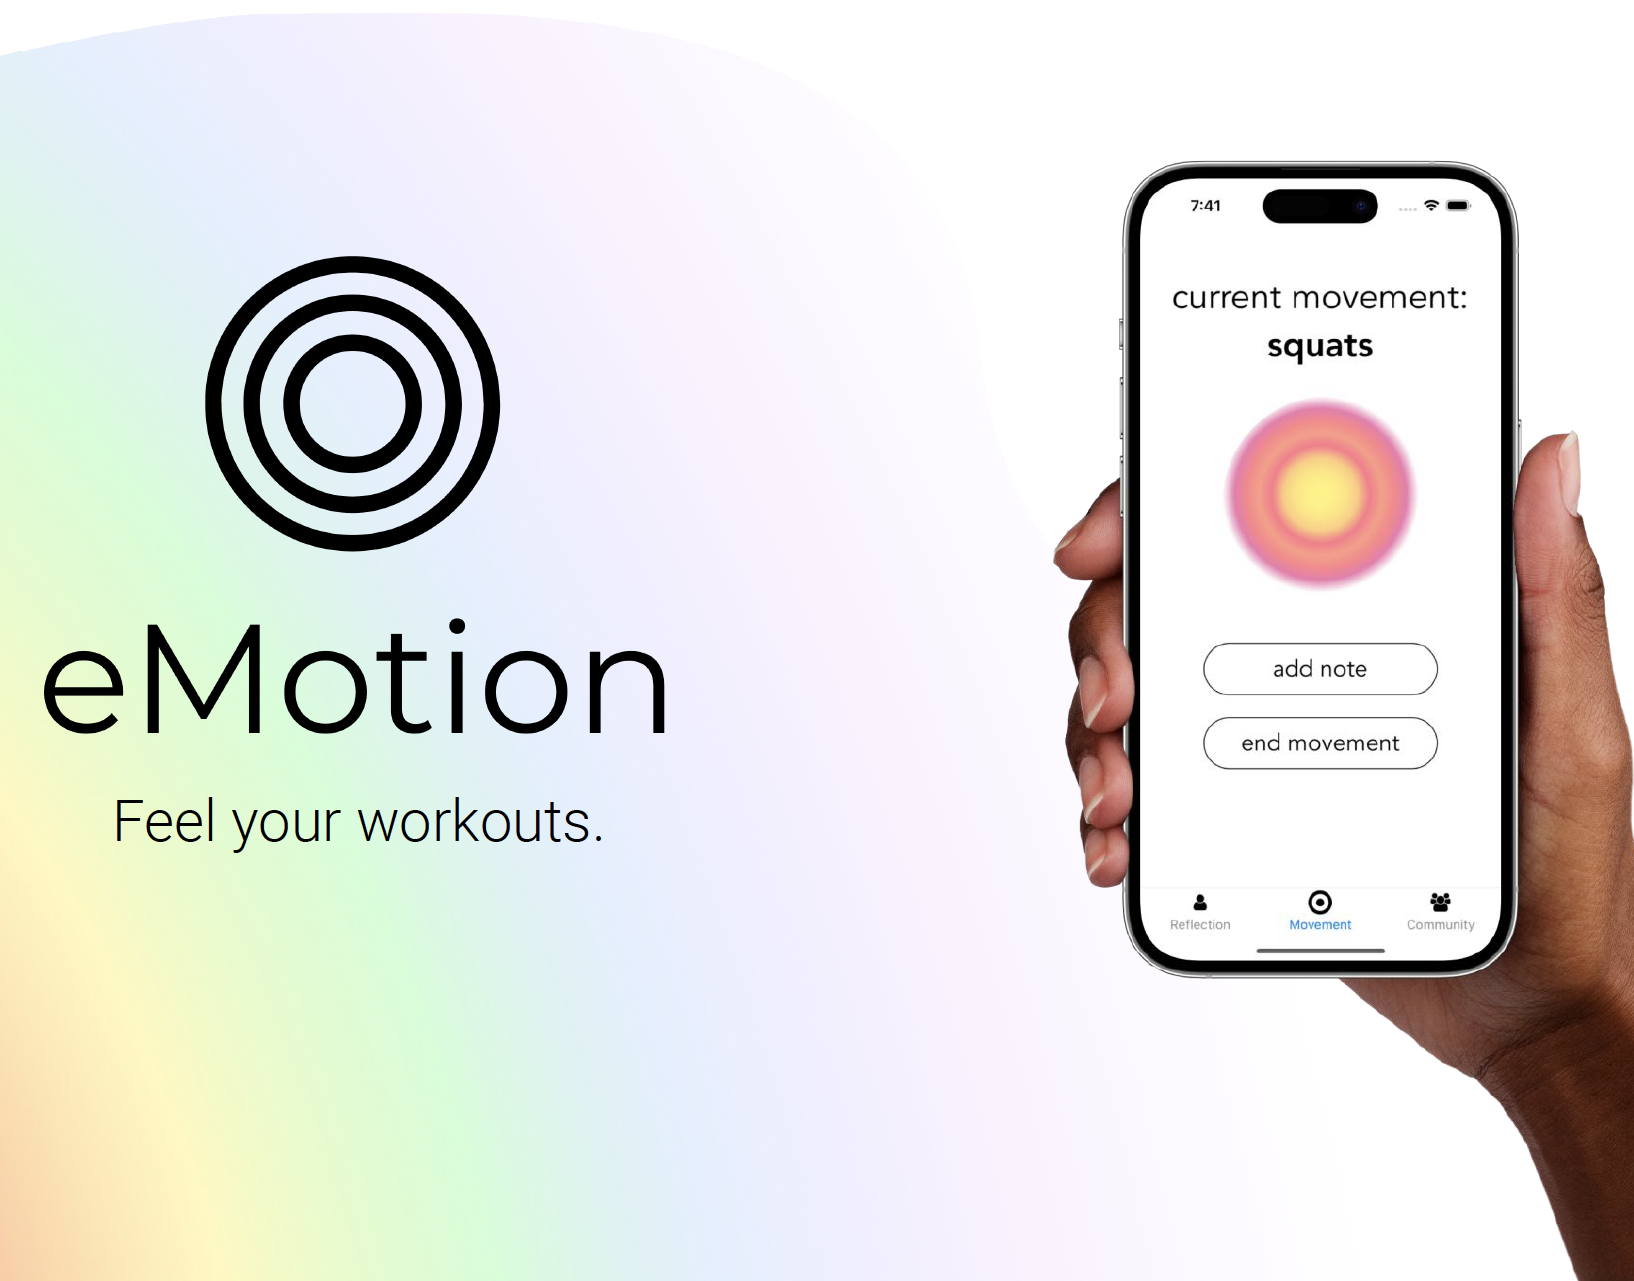 eMotion
Feel your workouts.
7:41
current movement:
squats
add note
end movement
Reflection
Movement
Community